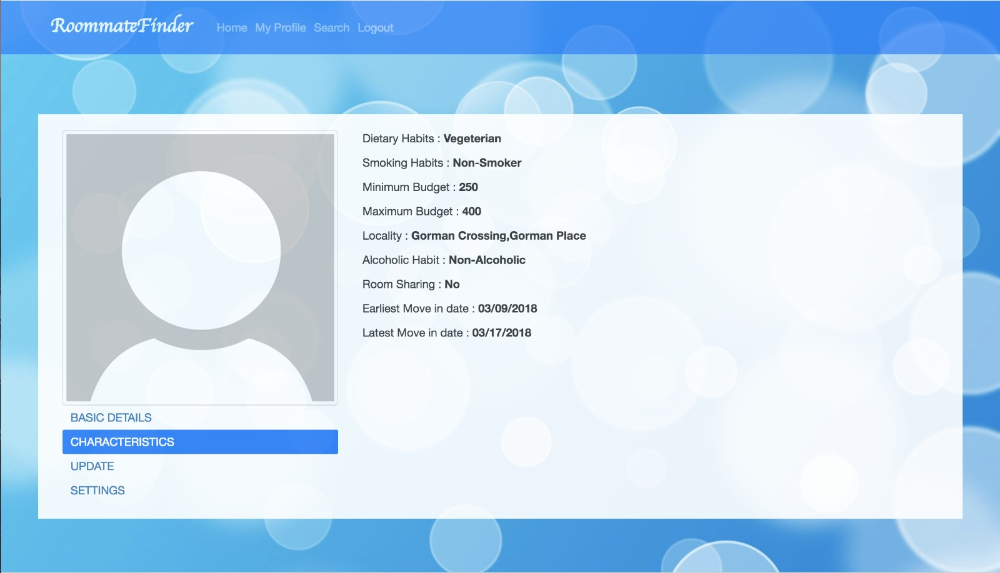 RoommateFinder Home My Profile Search Logout
Dietary Habits : Vegeterian
Smoking Habits : Non-Smoker
Minimum Budget : 250
Maximum Budget : 400
Locality : Gorman Crossing,Gorman Place
Alcoholic Habit : Non-Alcoholic
Room Sharing : No
Earliest Move in date : 03/09/2018
Latest Move in date : 03/17/2018
BASIC DETAILS
CHARACTERISTICS
UPDATE
SETTINGS